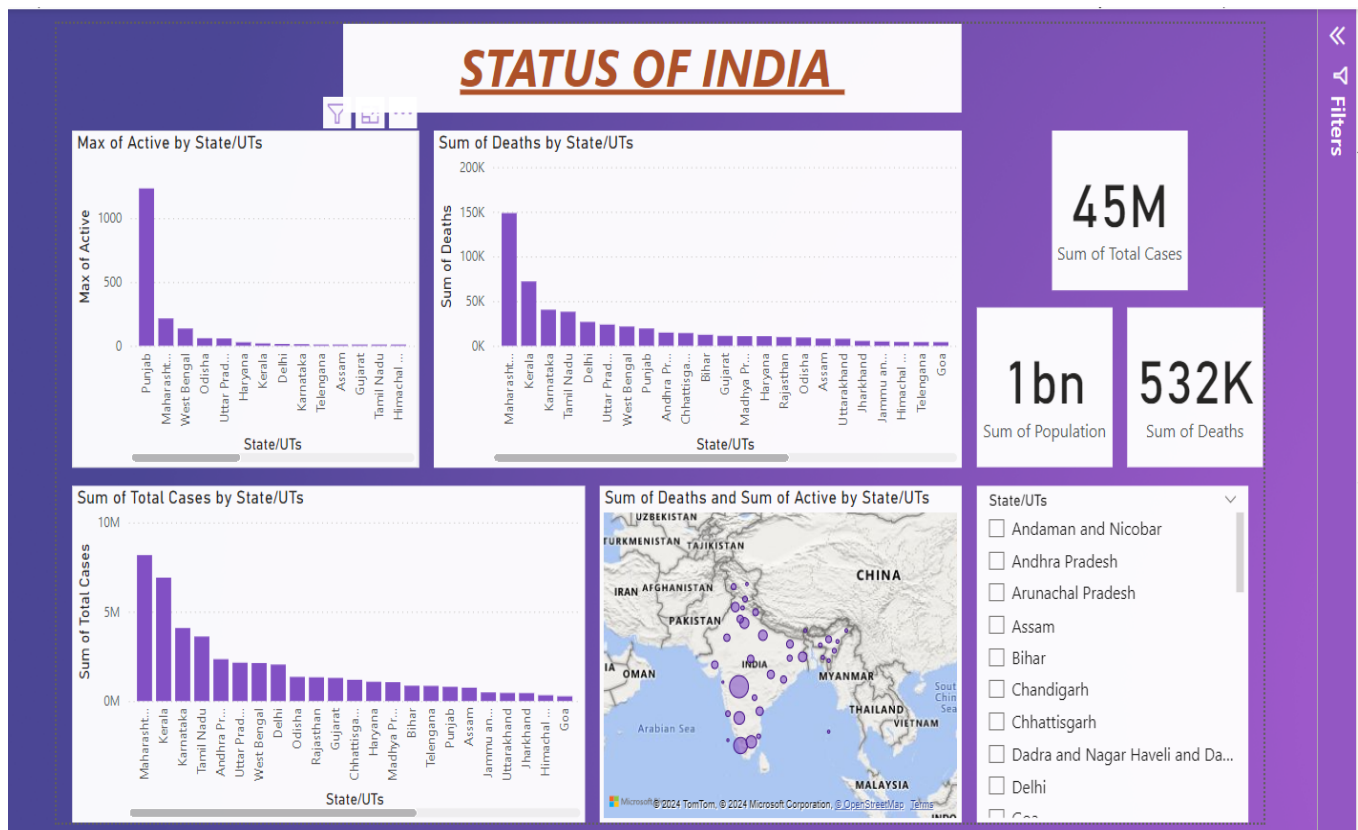 STATUS OF INDIA
Filters
Max of Active by State/UTs
Max of Active
1000
500
0
Punjab
Maharasht...
West Bengal
Odisha
Uttar Prad...
Haryana
Kerala
Delhi
Karnataka
Telengana
Assam
Gujarat
Tamil Nadu
Himachal ...
State/UTs
Sum of Deaths by State/UTs
Sum of Deaths
200K
150K
100K
50K
0K
Maharasht...
Kerala
Karnataka
Tamil Nadu
Delhi
Uttar Prad...
West Bengal
Punjab
Andhra Pr...
Chhattisga...
Bihar
Gujarat
Madhya Pr...
Haryana
Rajasthan
Odisha
Assam
Uttarakhand
Jharkhand
Jammu an...
Himachal ...
Telengana
Goa
State/UTs
45M
Sum of Total Cases
1bn
Sum of Population
532K
Sum of Deaths
Sum of Total Cases by State/UTs
Sum of Total Cases
10M
5M
0M
Maharasht...
Kerala
Karnataka
Tamil Nadu
Andhra Pr...
Uttar Prad...
West Bengal
Delhi
Odisha
Rajasthan
Gujarat
Chhattisga...
Haryana
Madhya Pr...
Bihar
Telengana
Punjab
Assam
Jammu an...
Uttarakhand
Jharkhand
Himachal ...
Goa
State/UTs
Sum of Deaths and Sum of Active by State/UTs
UZBEKISTAN
TURKMENISTAN
TAJIKISTAN
CHINA
IRAN
AFGHANISTAN
PAKISTAN
IA
OMAN
INDIA
MYANMAR
South
Chin
Sea
THAILAND
VIETNAM
Arabian Sea
MALAYSIA
INDO
Microsoft
© 2024 TomTom, © 2024 Microsoft Corporation, © OpenStreetMap Terms
State/UTs
Andaman and Nicobar
Andhra Pradesh
Arunachal Pradesh
Assam
Bihar
Chandigarh
Chhattisgarh
Dadra and Nagar Haveli and Da...
Delhi
Goa